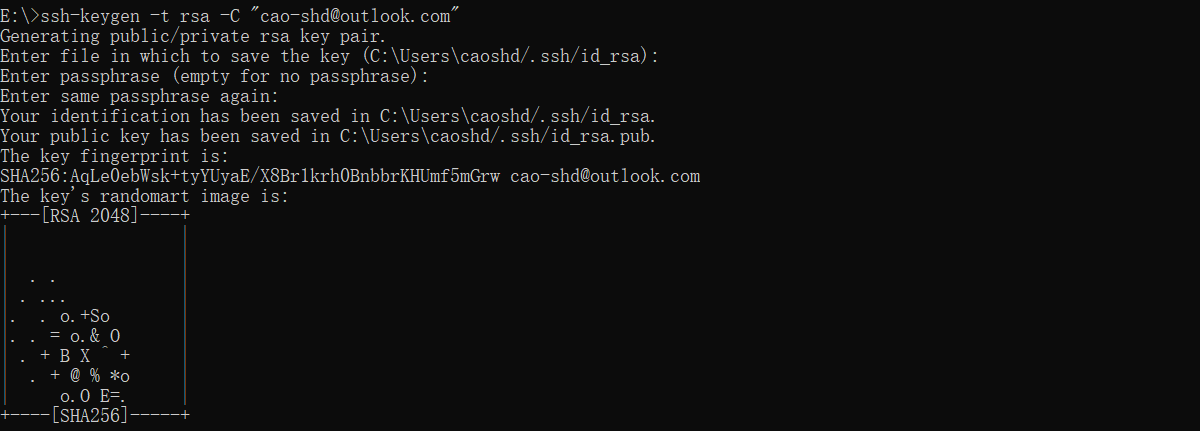 E:\>ssh-keygen -t rsa -C "cao-shd@outlook.com"
Generating public/private rsa key pair.
Enter file in which to save the key (C:\Users\caoshd/.ssh/id_rsa):
Enter passphrase (empty for no passphrase):
Enter same passphrase again:
Your identification has been saved in C:\Users\caoshd/.ssh/id_rsa.
Your public key has been saved in C:\Users\caoshd/.ssh/id_rsa.pub.
The key fingerprint is:
SHA256:AqLe0ebWsk+tyYUyaE/X8Br1krh0BnbbrKHUmf5mGrw cao-shd@outlook.com
The key's randomart image is:
+---[RSA 2048]----+
|                 |
|                 |
|  . .            |
| . ...           |
|.  . o.+So       |
|. . = o.& O      |
| . + B X ^ +     |
|  . + @ % *o     |
|     o.O E=.     |
+----[SHA256]-----+